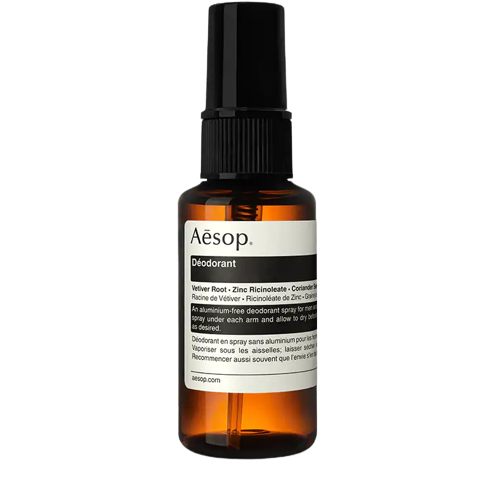 Aēsop®
Déodorant
Vetiver Root • Zinc Ricinoleate • Coriander
Racine de Vétiver • Ricinoléate de Zinc •
An aluminium-free deodorant spray for men
spray under each arm and allow to dry
as desired.
Déodorant en spray sans aluminium pour les
Vaporiser sous les aisselles; laisser sécher
Recommencer aussi souvent que l'envie s'en
aesop.com